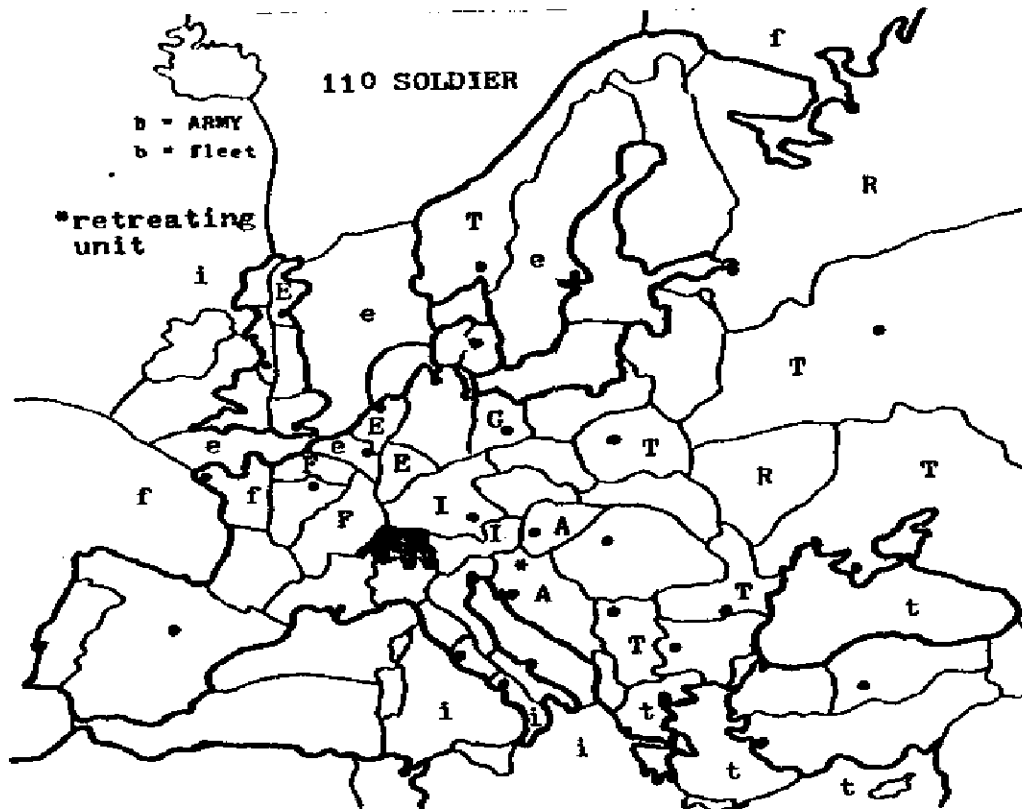 f
110 SOLDIER
b = ARMY
b = fleet
R
*retreating
T
unit
e
i
E
e
T
E
G
e
e
T
F
E
R
T
f
f
I
F
I
A
*
A
T
t
T
i
i
t
i
t
t